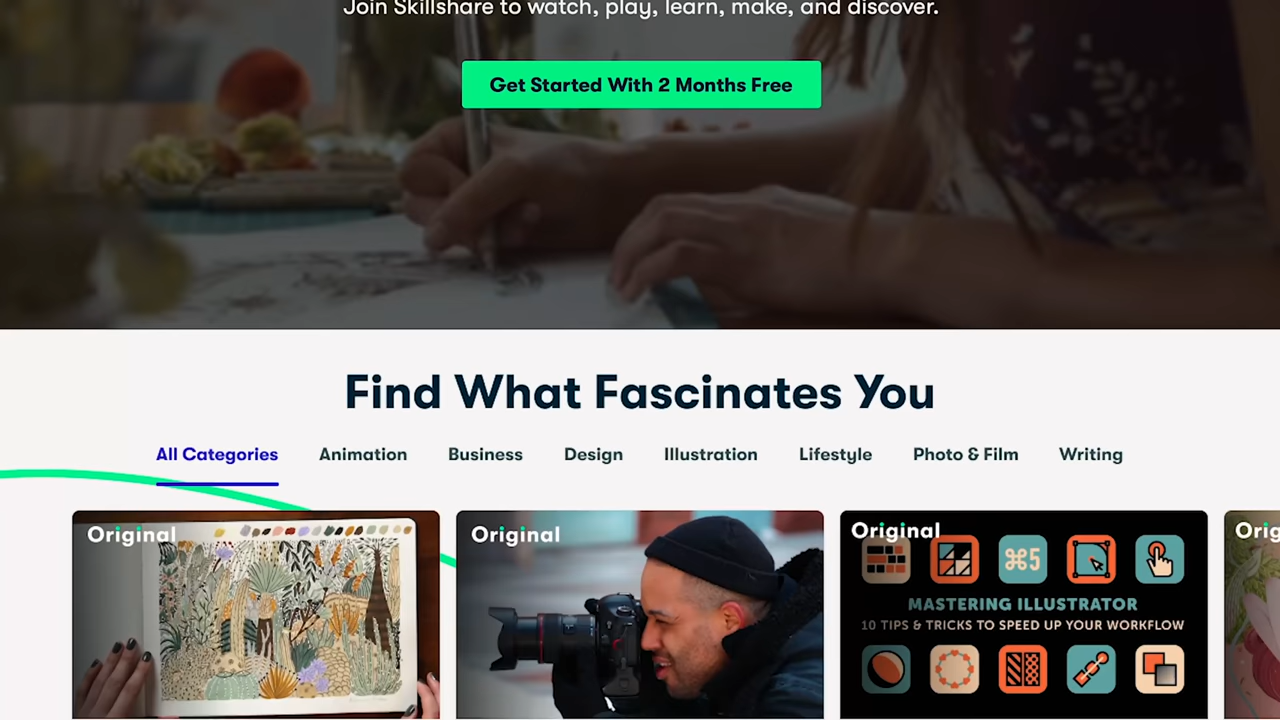 Join Skillshare to watch, play, learn, make, and discover.
Get Started With 2 Months Free
Find What Fascinates You
All Categories Animation Business Design Illustration Lifestyle Photo & Film Writing
Original Original Original Orig
⌘5
MASTERING ILLUSTRATOR
10 TIPS & TRICKS TO SPEED UP YOUR WORKFLOW